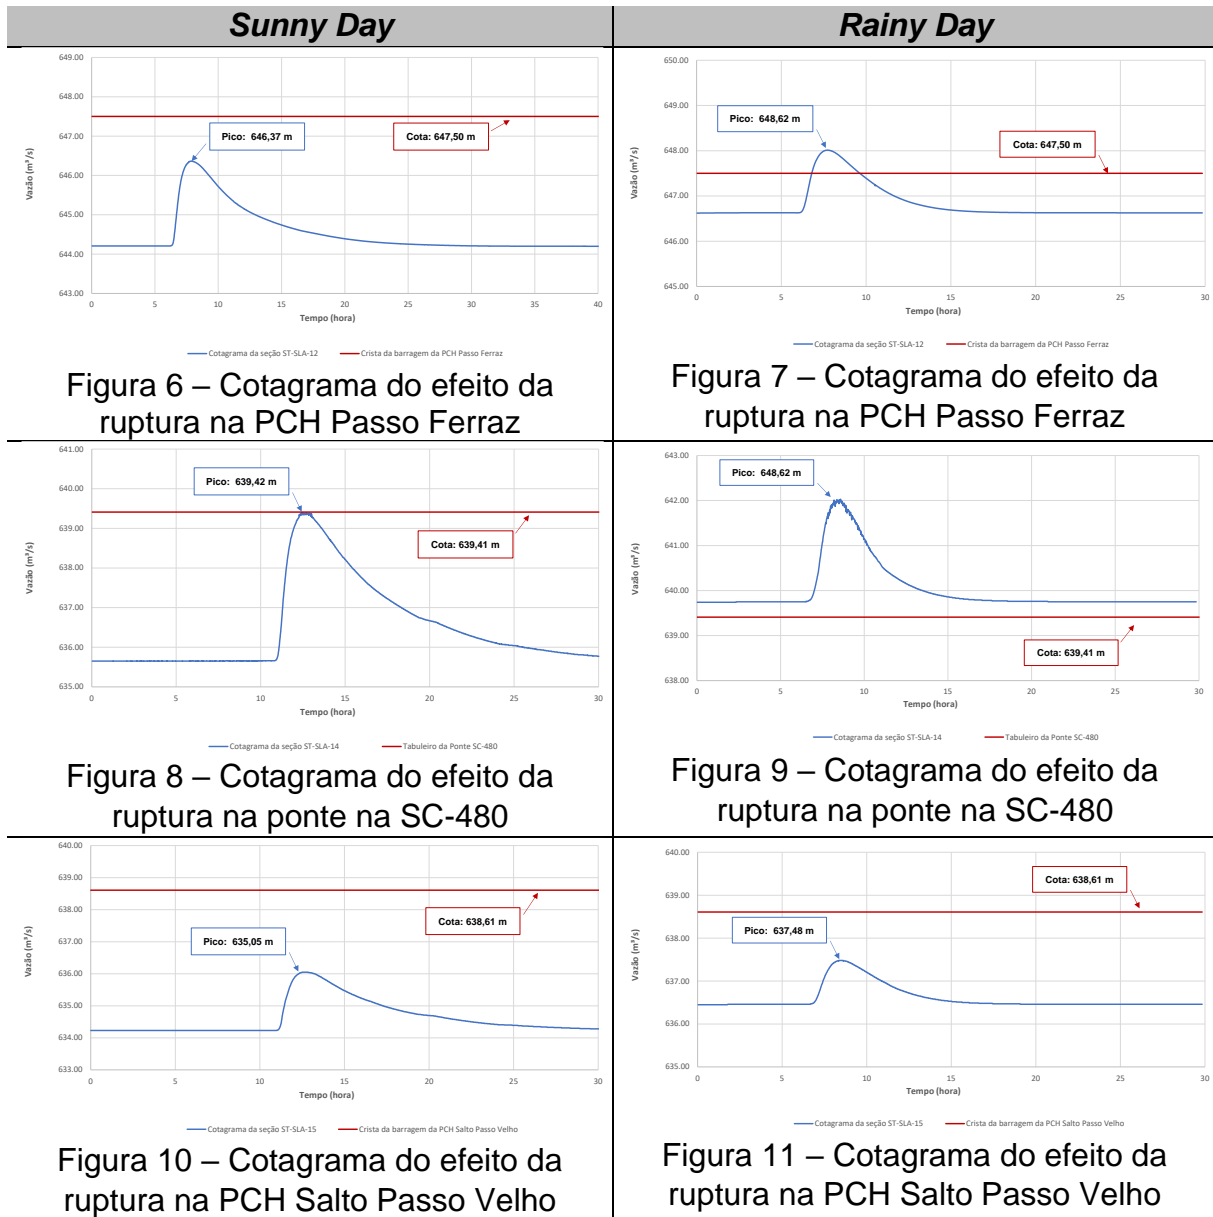 Sunny Day
Rainy Day
649.00
648.00
647.00
646.00
645.00
644.00
643.00
Vazão (m³/s)
Pico: 646,37 m
Cota: 647,50 m
0 5 10 15 20 25 30 35 40
Tempo (hora)
Cotagrama da seção ST-SLA-12 Crista da barragem da PCH Passo Ferraz
Figura 6 – Cotagrama do efeito da
ruptura na PCH Passo Ferraz
650.00
649.00
648.00
647.00
646.00
645.00
Vazão (m³/s)
Pico: 648,62 m
Cota: 647,50 m
0 5 10 15 20 25 30
Tempo (hora)
Cotagrama da seção ST-SLA-12 Crista da barragem da PCH Passo Ferraz
Figura 7 – Cotagrama do efeito da
ruptura na PCH Passo Ferraz
641.00
640.00
639.00
638.00
637.00
636.00
635.00
Vazão (m³/s)
Pico: 639,42 m
Cota: 639,41 m
0 5 10 15 20 25 30
Tempo (hora)
Cotagrama da seção ST-SLA-14 Tabuleiro da Ponte SC-480
Figura 8 – Cotagrama do efeito da
ruptura na ponte na SC-480
643.00
642.00
641.00
640.00
639.00
638.00
Vazão (m³/s)
Pico: 648,62 m
Cota: 639,41 m
0 5 10 15 20 25 30
Tempo (hora)
Cotagrama da seção ST-SLA-14 Tabuleiro da Ponte SC-480
Figura 9 – Cotagrama do efeito da
ruptura na ponte na SC-480
640.00
639.00
638.00
637.00
636.00
635.00
634.00
633.00
Vazão (m³/s)
Pico: 635,05 m
Cota: 638,61 m
0 5 10 15 20 25 30
Tempo (hora)
Cotagrama da seção ST-SLA-15 Crista da barragem da PCH Salto Passo Velho
Figura 10 – Cotagrama do efeito da
ruptura na PCH Salto Passo Velho
640.00
639.00
638.00
637.00
636.00
635.00
Vazão (m³/s)
Pico: 637,48 m
Cota: 638,61 m
0 5 10 15 20 25 30
Tempo (hora)
Cotagrama da seção ST-SLA-15 Crista da barragem da PCH Salto Passo Velho
Figura 11 – Cotagrama do efeito da
ruptura na PCH Salto Passo Velho